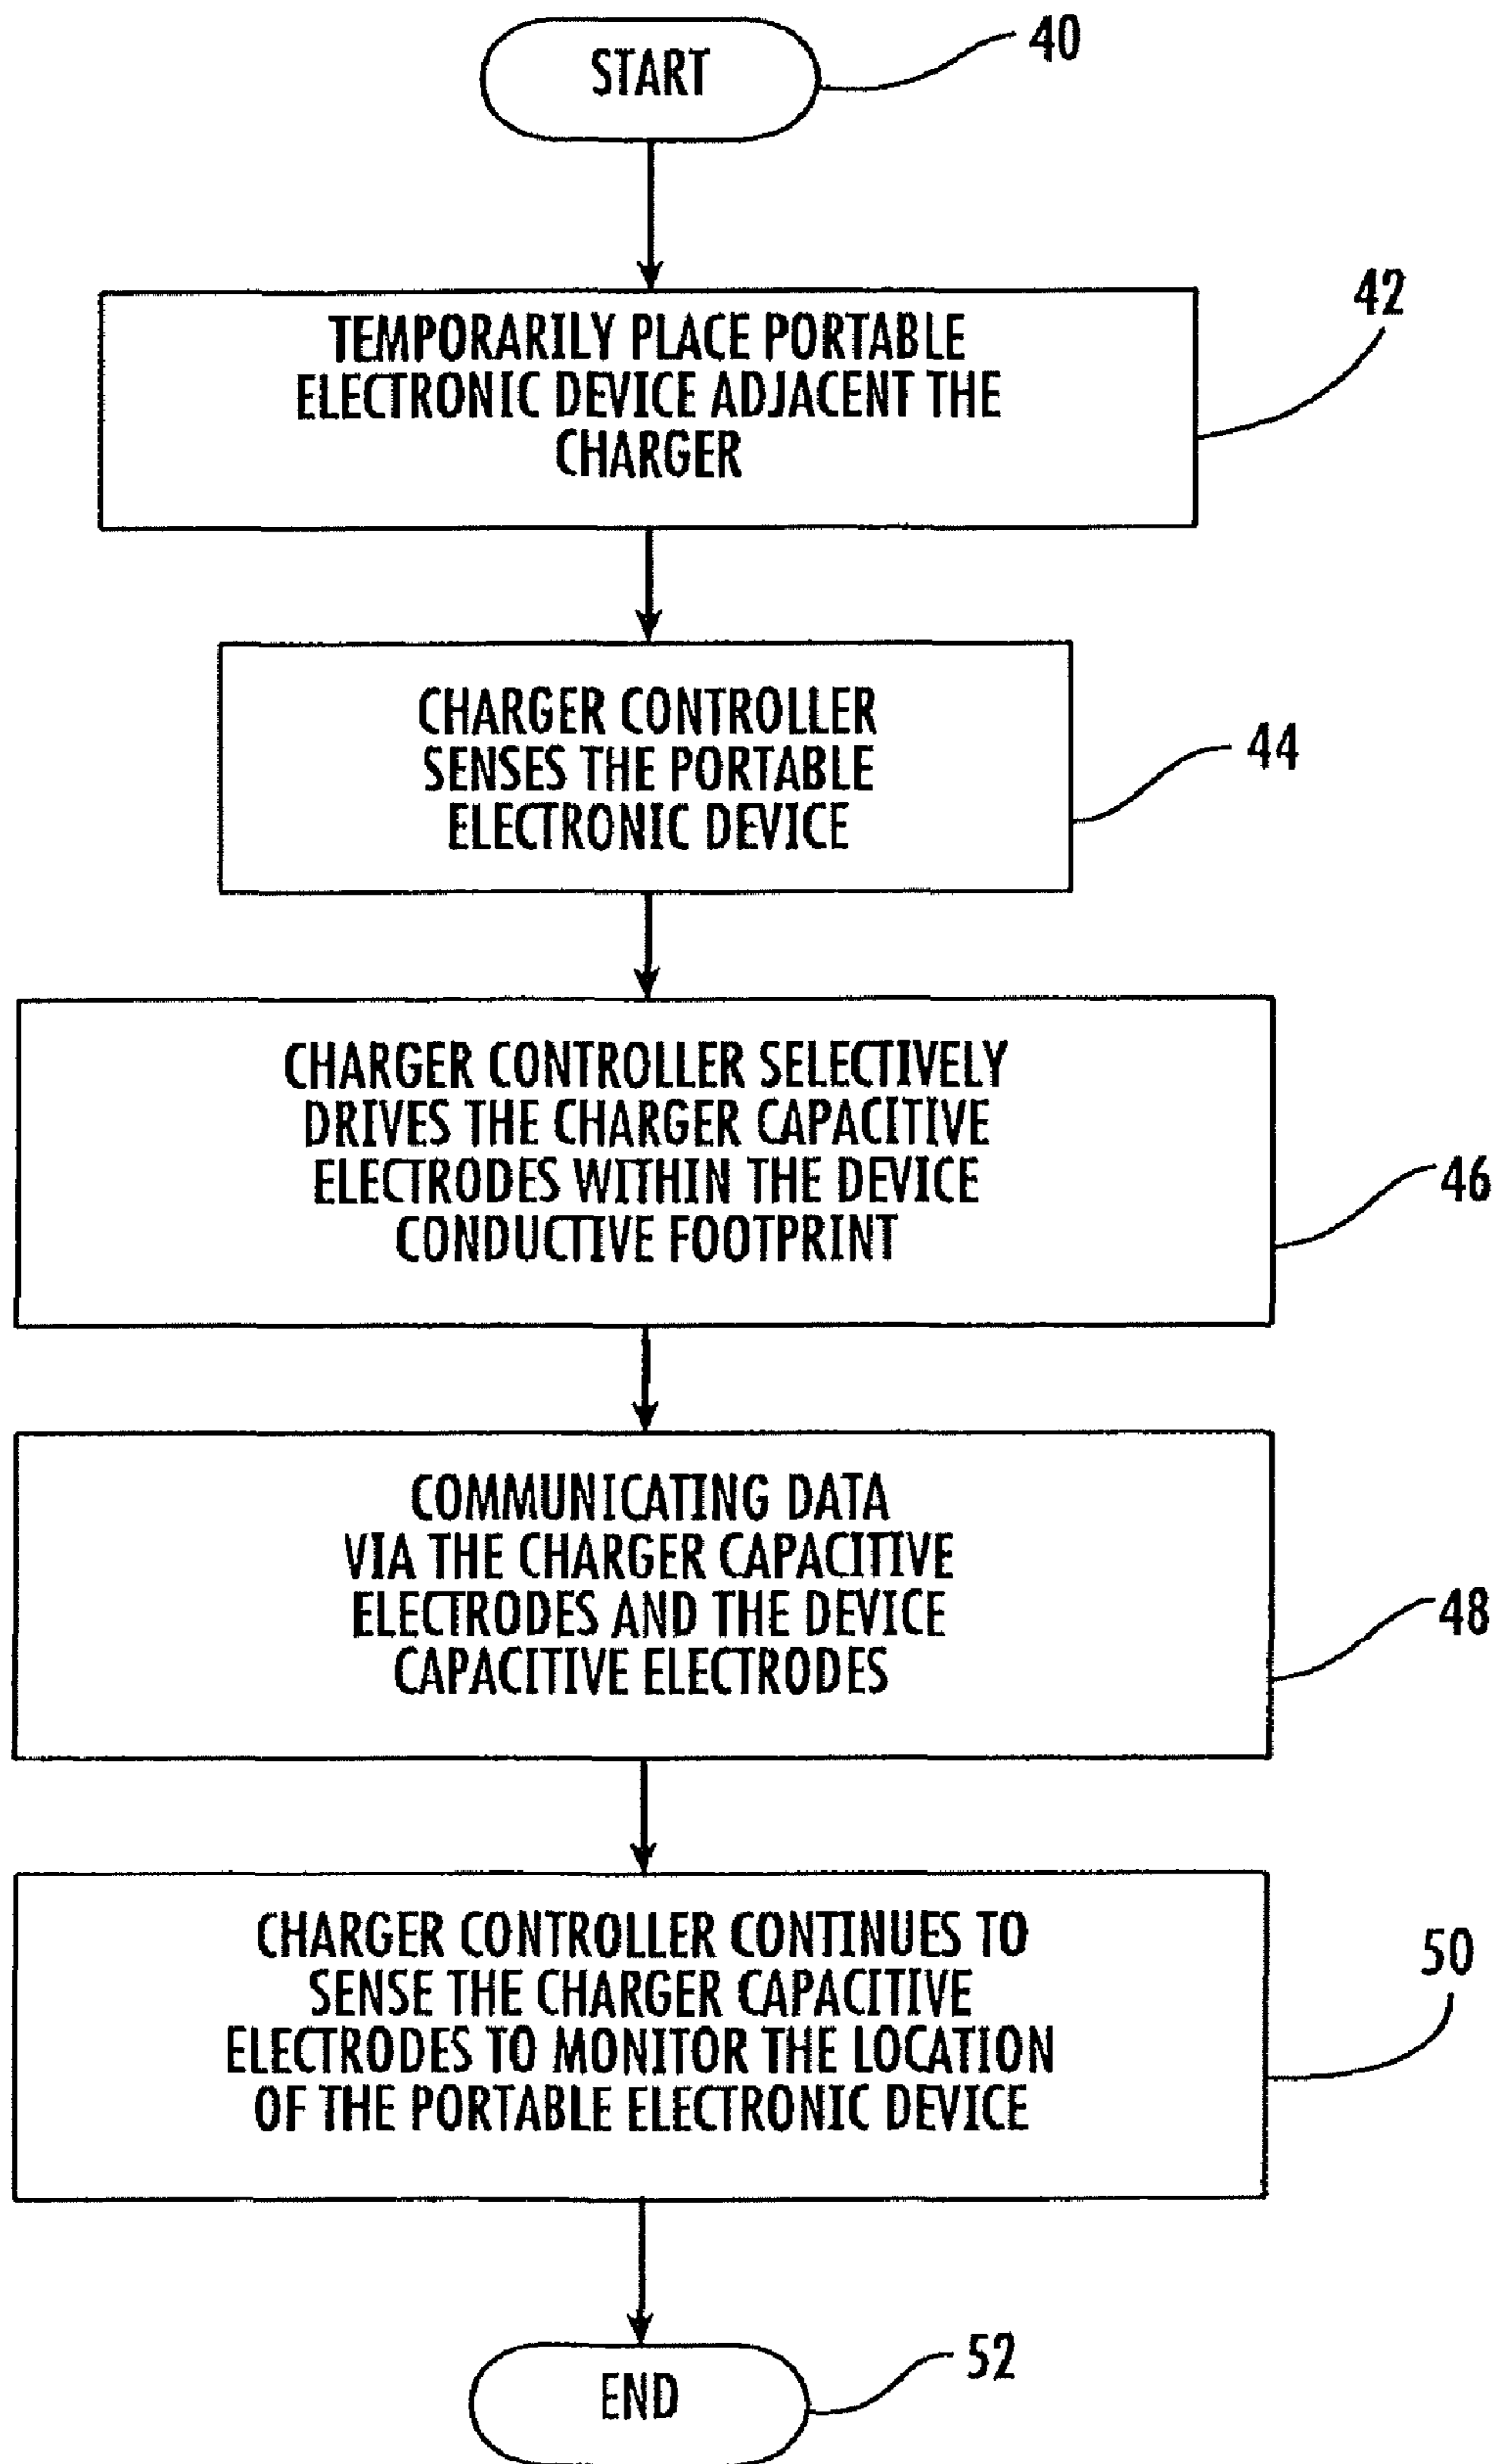 START
40
TEMPORARILY PLACE PORTABLE
ELECTRONIC DEVICE ADJACENT THE
CHARGER
42
CHARGER CONTROLLER
SENSES THE PORTABLE
ELECTRONIC DEVICE
44
CHARGER CONTROLLER SELECTIVELY
DRIVES THE CHARGER CAPACITIVE
ELECTRODES WITHIN THE DEVICE
CONDUCTIVE FOOTPRINT
46
COMMUNICATING DATA
VIA THE CHARGER CAPACITIVE
ELECTRODES AND THE DEVICE
CAPACITIVE ELECTRODES
48
CHARGER CONTROLLER CONTINUES TO
SENSE THE CHARGER CAPACITIVE
ELECTRODES TO MONITOR THE LOCATION
OF THE PORTABLE ELECTRONIC DEVICE
50
END
52